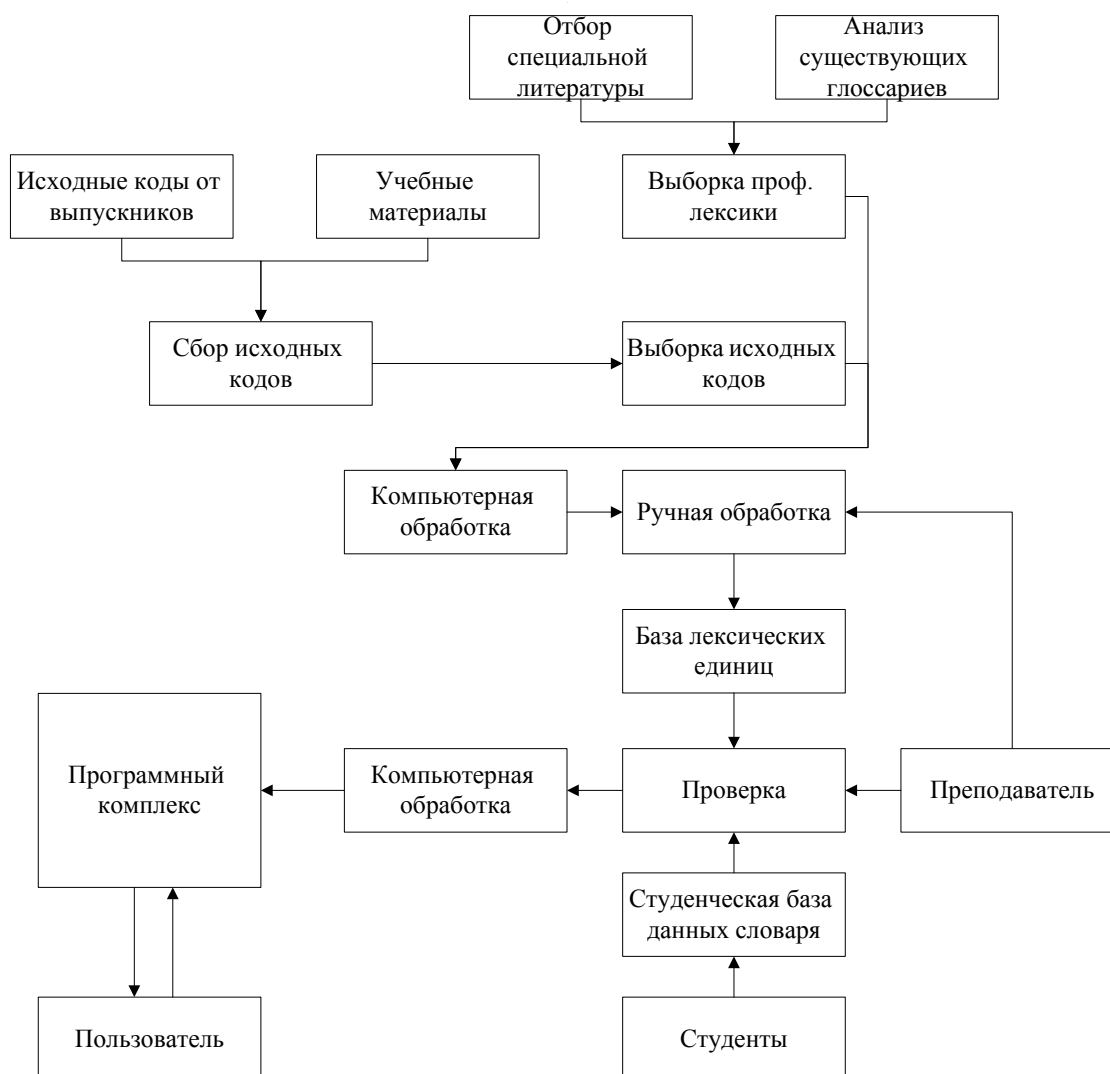 Отбор
специальной
литературы
Анализ
существующих
глоссариев
Исходные коды от
выпускников
Учебные
материалы
Выборка проф.
лексики
Сбор исходных
кодов
Выборка исходных
кодов
Компьютерная
обработка
Ручная обработка
База лексических
единиц
Программный
комплекс
Компьютерная
обработка
Проверка
Преподаватель
Студенческая база
данных словаря
Пользователь
Студенты